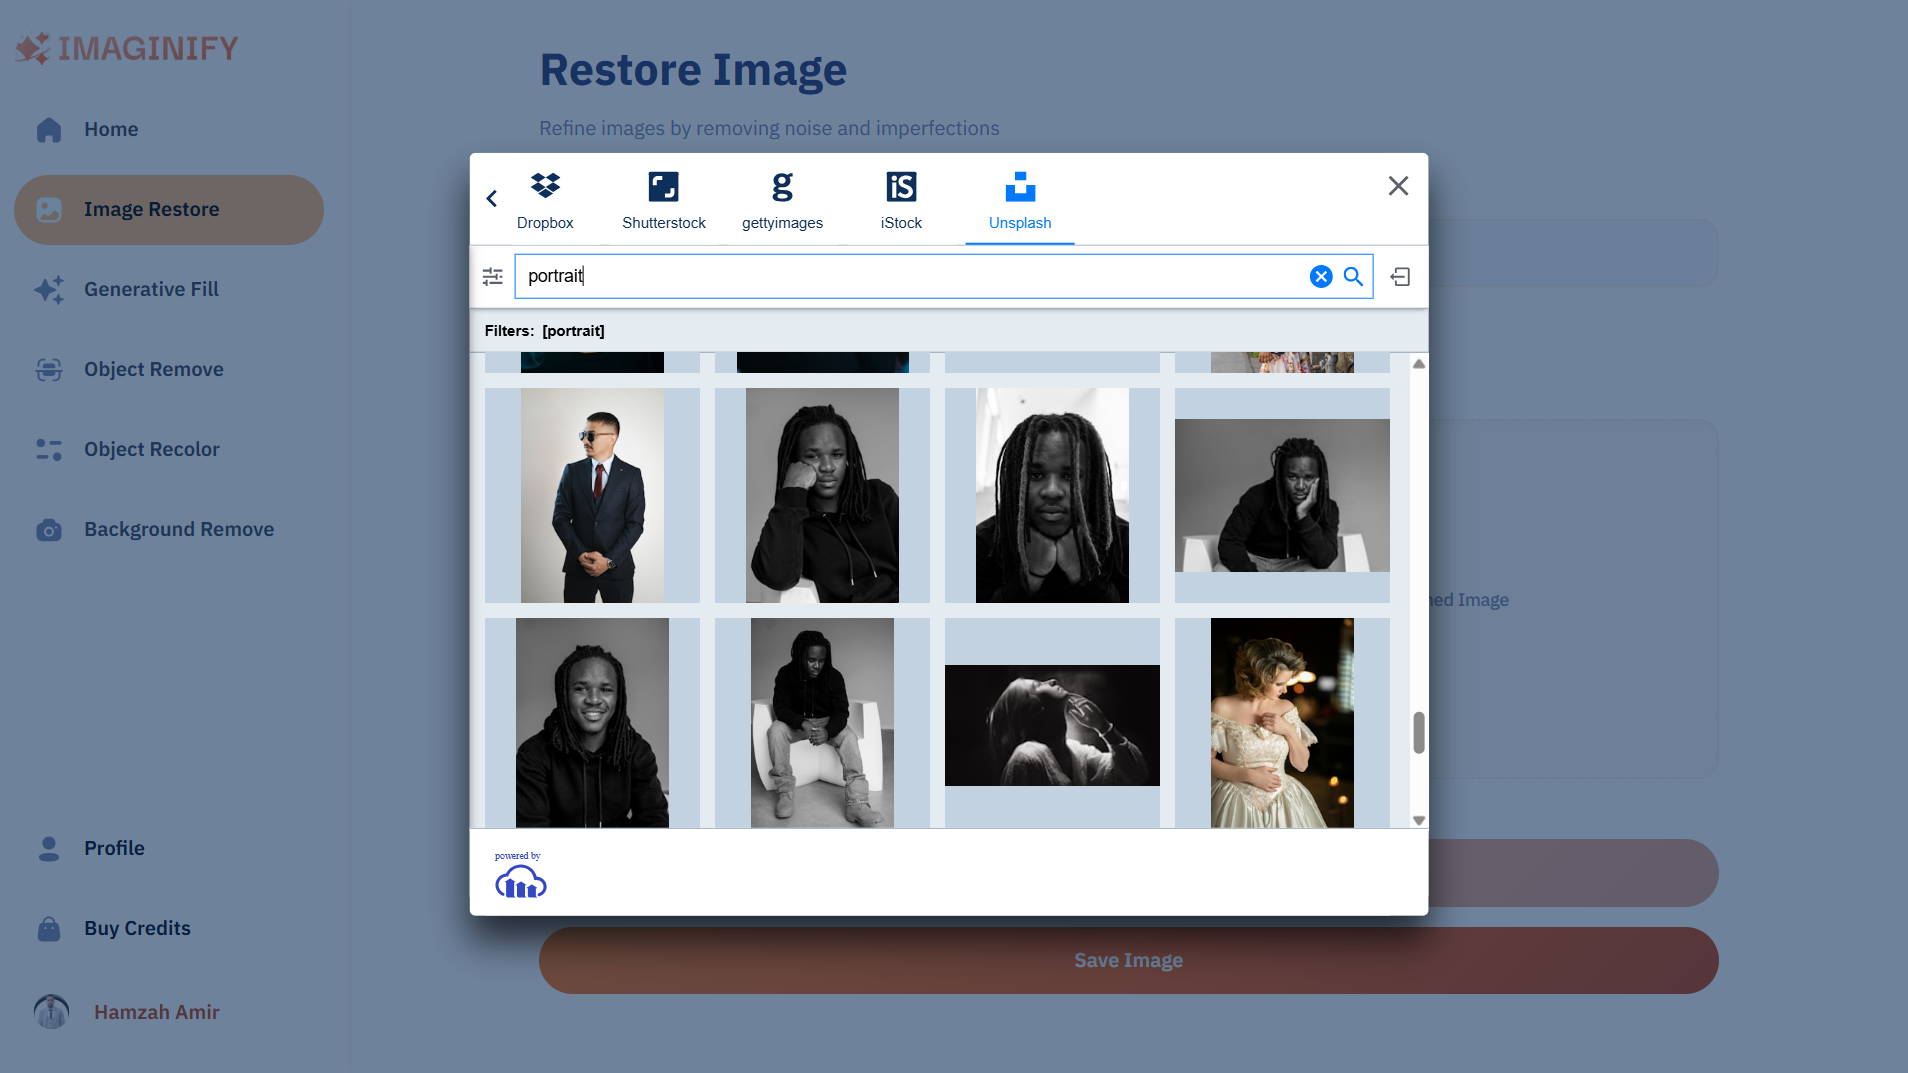 IMAGINIFY
Home
Image Restore
Generative Fill
Object Remove
Object Recolor
Background Remove
Profile
Buy Credits
Hamzah Amir
Restore Image
Refine images by removing noise and imperfections
Dropbox
Shutterstock
gettyimages
iStock
Unsplash
portrait
Filters: [portrait]
Image
powered by
Save Image